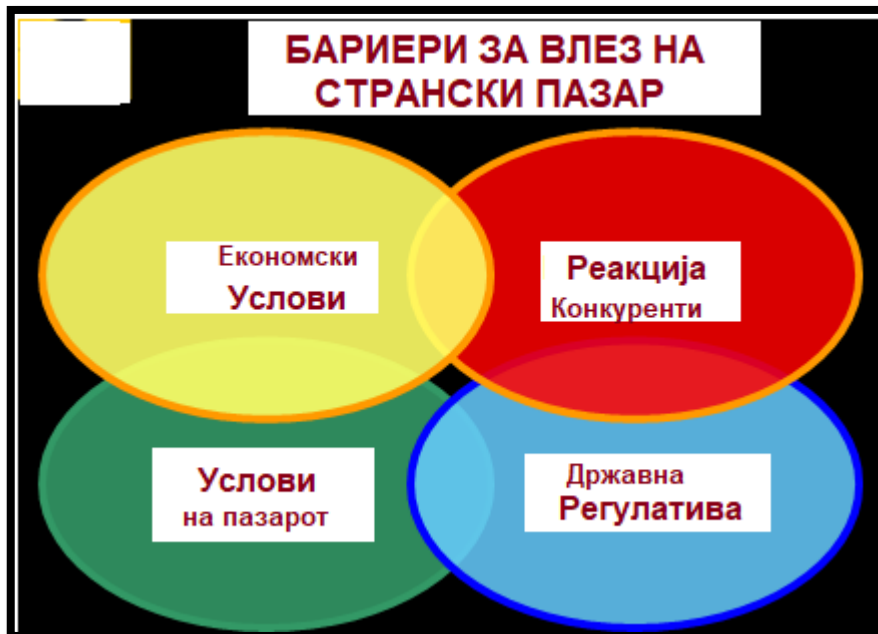 БАРИЕРИ ЗА ВЛЕЗ НА
СТРАНСКИ ПАЗАР
Економски
Услови
Реакција
Конкуренти
Услови
на пазарот
Државна
Регулатива